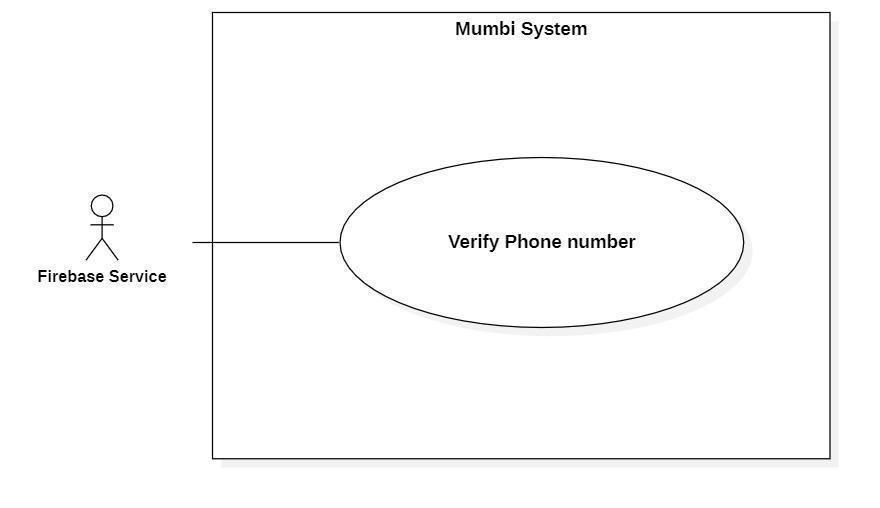 Mumbi System
Verify Phone number
Firebase Service